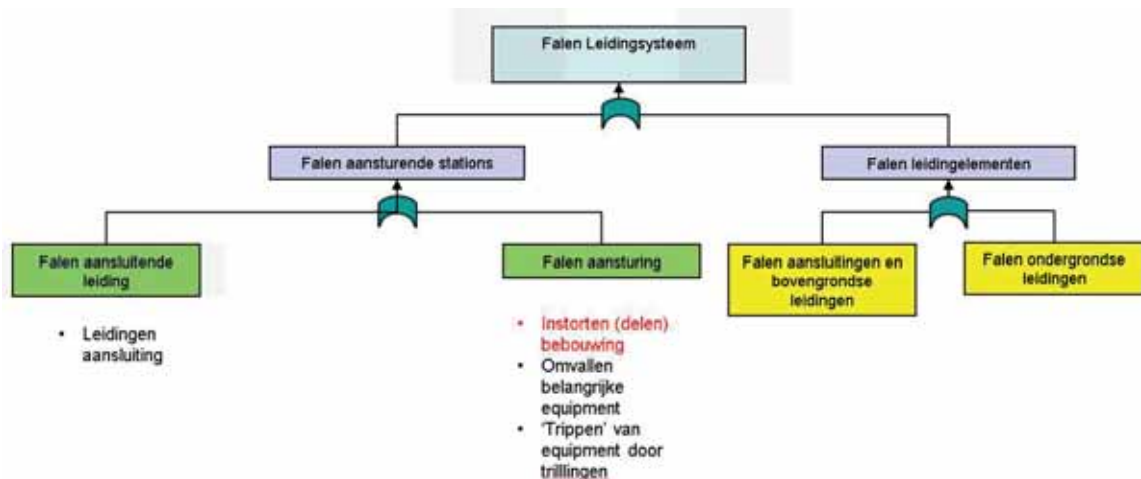 Falen Leidingsysteem
Falen aansturende stations
Falen leidingelementen
Falen aansluitende
leiding
Falen aansturing
Falen aansluitingen en
bovengrondse
leidingen
Falen ondergrondse
leidingen
• Leidingen
aansluiting
• Instorten (delen)
bebouwing
• Omvallen
belangrijke
equipment
• 'Trippen' van
equipment door
trilllingen